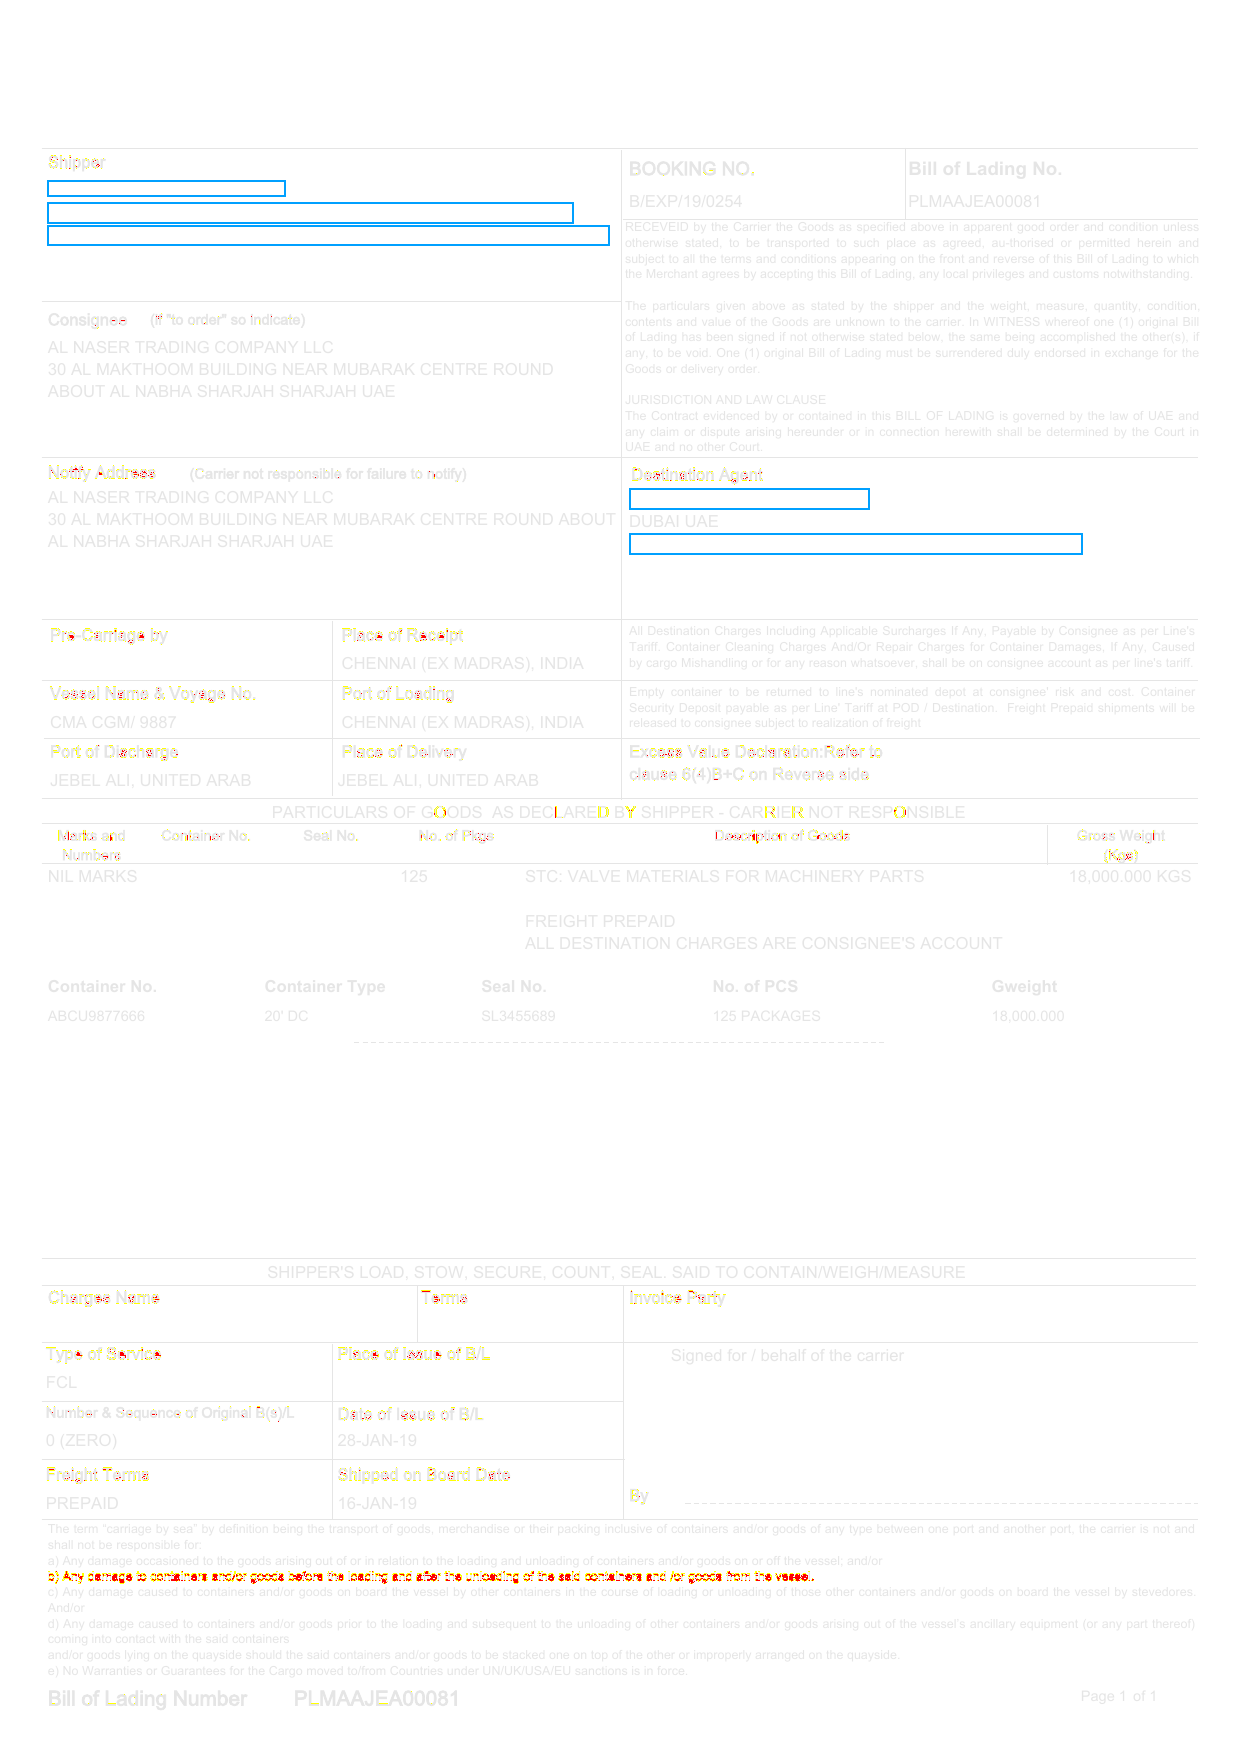 Shipper
BOOKING NO.
Bill of Lading No.
B/EXP/19/0254
PLMAAJEA00081
RECEVEID by the Carrier the Goods as specified above in apparent good order and condition unless
otherwise stated, to be transported to such place as agreed, au-thorised or permitted herein and
subject to all the terms and conditions appearing on the front and reverse of this Bill of Lading to which
the Merchant agrees by accepting this Bill of Lading, any local privileges and customs notwithstanding.
The particulars given above as stated by the shipper and the weight, measure, quantity, condition,
contents and value of the Goods are unknown to the carrier. In WITNESS whereof one (1) original Bill
of Lading has been signed if not otherwise stated below, the same being accomplished the other(s), if
any, to be void. One (1) original Bill of Lading must be surrendered duly endorsed in exchange for the
Goods or delivery order.
JURISDICTION AND LAW CLAUSE
The Contract evidenced by or contained in this BILL OF LADING is governed by the law of UAE and
any claim or dispute arising hereunder or in connection herewith shall be determined by the Court in
UAE and no other Court.
Consignee (if "to order" so indicate)
AL NASER TRADING COMPANY LLC
30 AL MAKTHOOM BUILDING NEAR MUBARAK CENTRE ROUND
ABOUT AL NABHA SHARJAH SHARJAH UAE
Notify Address (Carrier not responsible for failure to notify)
AL NASER TRADING COMPANY LLC
30 AL MAKTHOOM BUILDING NEAR MUBARAK CENTRE ROUND ABOUT
AL NABHA SHARJAH SHARJAH UAE
Destination Agent
DUBAI UAE
Pre-Carriage by
Place of Receipt
CHENNAI (EX MADRAS), INDIA
All Destination Charges Including Applicable Surcharges If Any, Payable by Consignee as per Line's
Tariff. Container Cleaning Charges And/Or Repair Charges for Container Damages, If Any, Caused
by cargo Mishandling or for any reason whatsoever, shall be on consignee account as per line's tariff.
Vessel Name & Voyage No.
Port of Loading
CMA CGM/ 9887
CHENNAI (EX MADRAS), INDIA
Empty container to be returned to line's nominated depot at consignee' risk and cost. Container
Security Deposit payable as per Line' Tariff at POD / Destination. Freight Prepaid shipments will be
released to consignee subject to realization of freight
Port of Discharge
Place of Delivery
JEBEL ALI, UNITED ARAB
JEBEL ALI, UNITED ARAB
Excess Value Declaration:Refer to
clause 6(4)B+C on Reverse side
PARTICULARS OF GOODS AS DECLARED BY SHIPPER - CARRIER NOT RESPONSIBLE
Marks and Container No. Seal No. No. of Pkgs Description of Goods Gross Weight
Numbers (Kgs)
NIL MARKS 125 STC: VALVE MATERIALS FOR MACHINERY PARTS 18,000.000 KGS
FREIGHT PREPAID
ALL DESTINATION CHARGES ARE CONSIGNEE'S ACCOUNT
Container No. Container Type Seal No. No. of PCS Gweight
ABCU9877666 20' DC SL3455689 125 PACKAGES 18,000.000
SHIPPER'S LOAD, STOW, SECURE, COUNT, SEAL. SAID TO CONTAIN/WEIGH/MEASURE
Charges Name Terms Invoice Party
Type of Service Place of Issue of B/L Signed for / behalf of the carrier
FCL
Number & Sequence of Original B(s)/L Date of Issue of B/L
0 (ZERO) 28-JAN-19
Freight Terms Shipped on Board Date
PREPAID 16-JAN-19
By
The term "carriage by sea" by definition being the transport of goods, merchandise or their packing inclusive of containers and/or goods of any type between one port and another port, the carrier is not and
shall not be responsible for:
a) Any damage occasioned to the goods arising out of or in relation to the loading and unloading of containers and/or goods on or off the vessel; and/or
b) Any damage to containers and/or goods before the loading and after the unloading of the said containers and /or goods from the vessel.
c) Any damage caused to containers and/or goods on board the vessel by other containers in the course of loading or unloading of those other containers and/or goods on board the vessel by stevedores.
And/or
d) Any damage caused to containers and/or goods prior to the loading and subsequent to the unloading of other containers and/or goods arising out of the vessel's ancillary equipment (or any part thereof)
coming into contact with the said containers
and/or goods lying on the quayside should the said containers and/or goods to be stacked one on top of the other or improperly arranged on the quayside.
e) No Warranties or Guarantees for the Cargo moved to/from Countries under UN/UK/USA/EU sanctions is in force.
Bill of Lading Number PLMAAJEA00081
Page 1 of 1